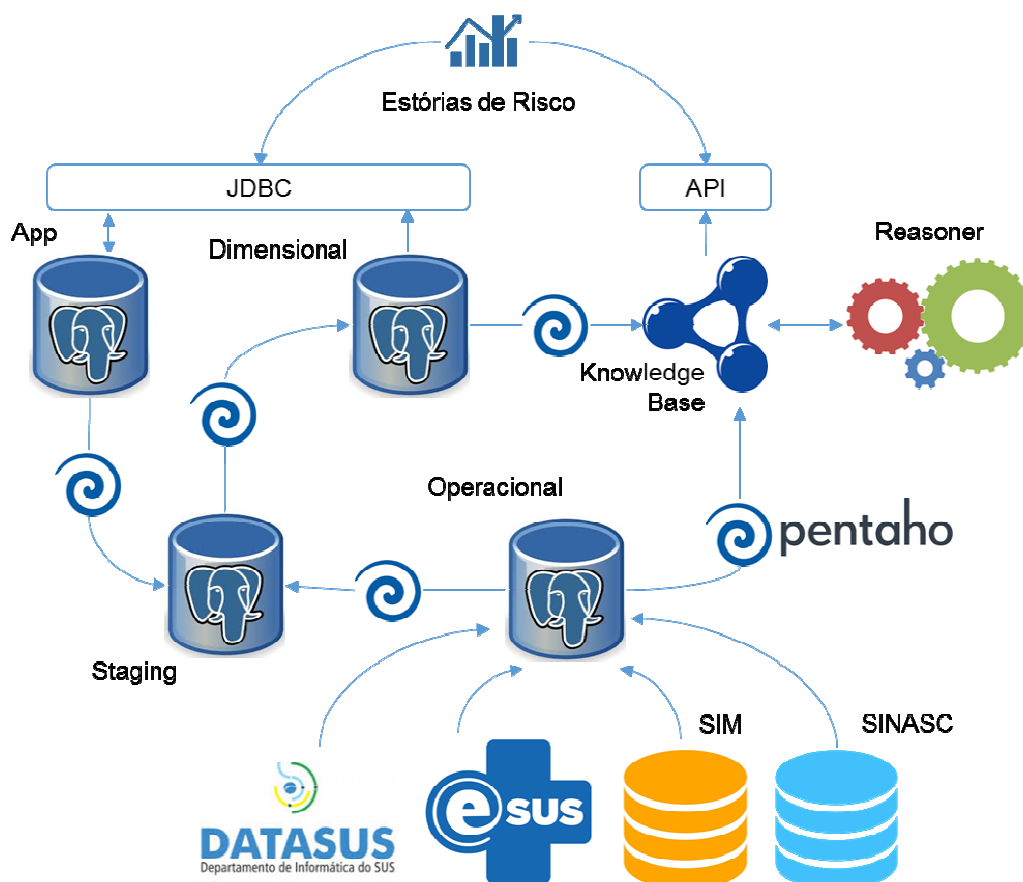 Estórias de Risco
JDBC
API
App
Dimensional
Reasoner
Knowledge
Base
Operacional
pentaho
Staging
SIM
SINASC
DATASUS
Departamento de Informática do SUS
e sus